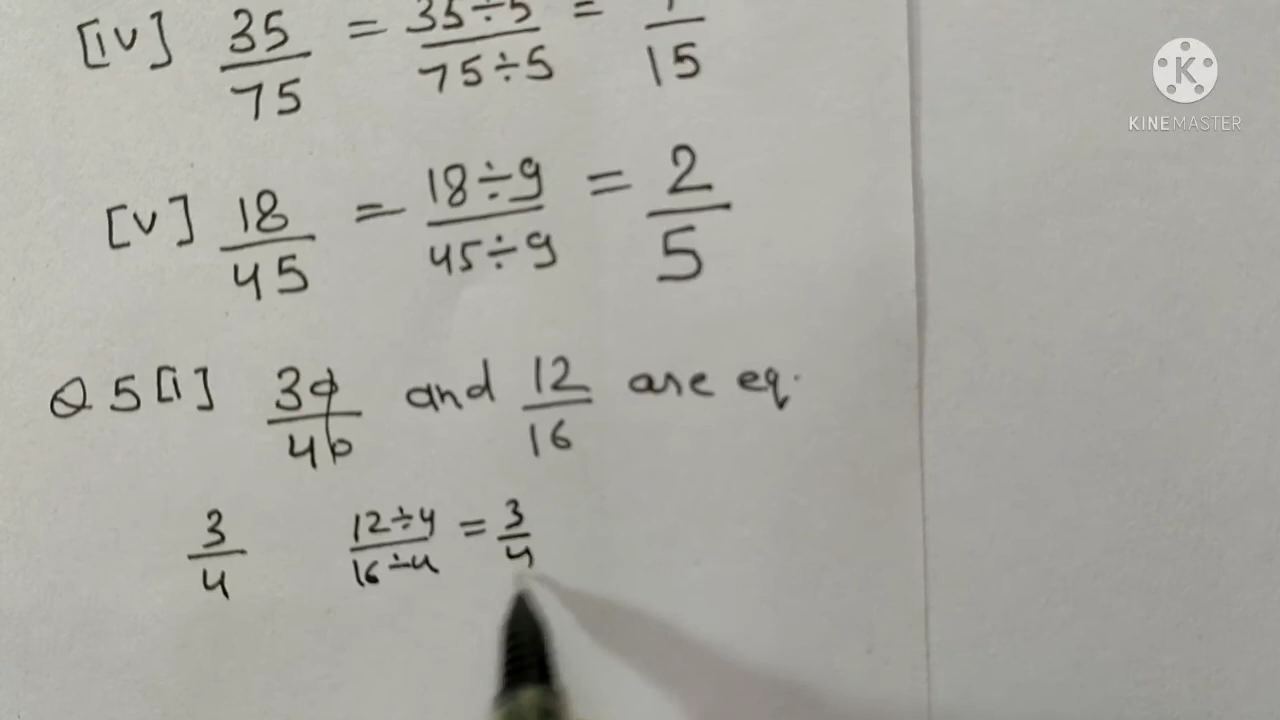 [iv] 35/75 = 35÷5/75÷5 = 7/15
[v] 18/45 = 18÷9/45÷9 = 2/5
Q5[i] 30/40 and 12/16 are eq.
3/4 12÷4/16÷4 = 3/4
KINEMASTER